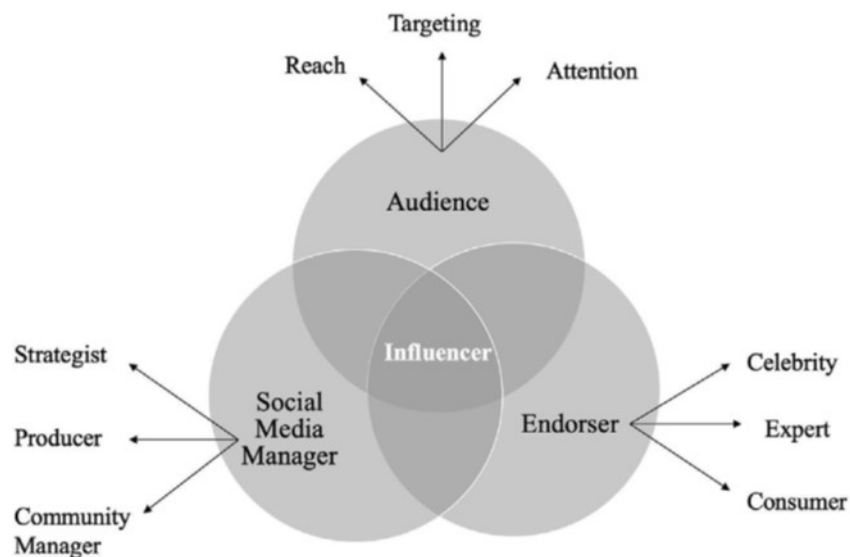 Targeting
Reach
Attention
Audience
Influencer
Strategist
Producer
Community
Manager
Social
Media
Manager
Endorser
Celebrity
Expert
Consumer